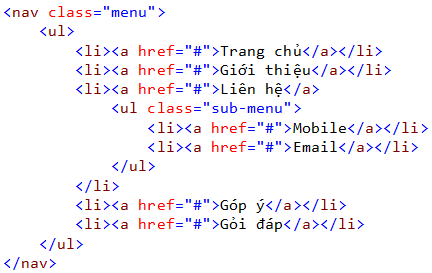 <nav class="menu">
<ul>
<li><a href="#">Trang chủ</a></li>
<li><a href="#">Giới thiệu</a></li>
<li><a href="#">Liên hệ</a>
<ul class="sub-menu">
<li><a href="#">Mobile</a></li>
<li><a href="#">Email</a></li>
</ul>
</li>
<li><a href="#">Góp ý</a></li>
<li><a href="#">Gỏi đáp</a></li>
</ul>
</nav>